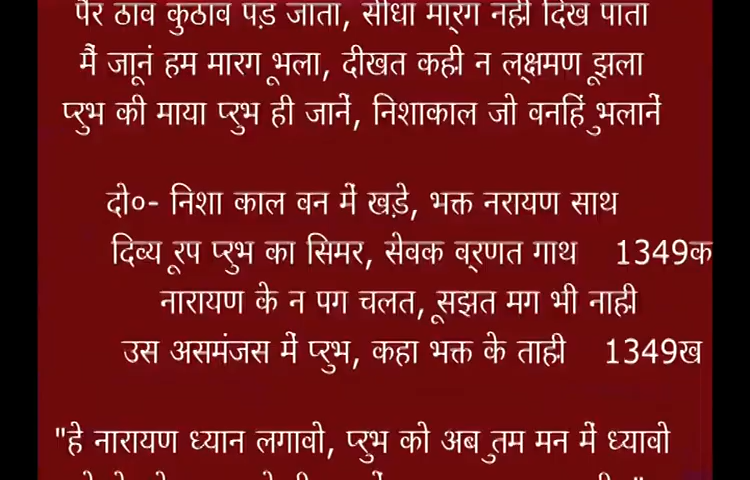 पैर ठाव कुठाव पड़ जाता, सीधा मार्ग नही दिख पाता
मैं जानूं हम मारग भूला, दीखत कही न लक्ष्मण झूला
प्रभु की माया प्रभु ही जानें, निशाकाल जो वनहिं भुलानें
दो०- निशा काल वन में खड़े, भक्त नरायण साथ
दिव्य रूप प्रभु का सिमर, सेवक वर्णत गाथ 1349क
नारायण के न पग चलत, सूझत मग भी नाही
उस असमंजस में प्रभु, कहा भक्त के ताही 1349ख
"हे नारायण ध्यान लगावो, प्रभु को अब तुम मन में ध्यावो